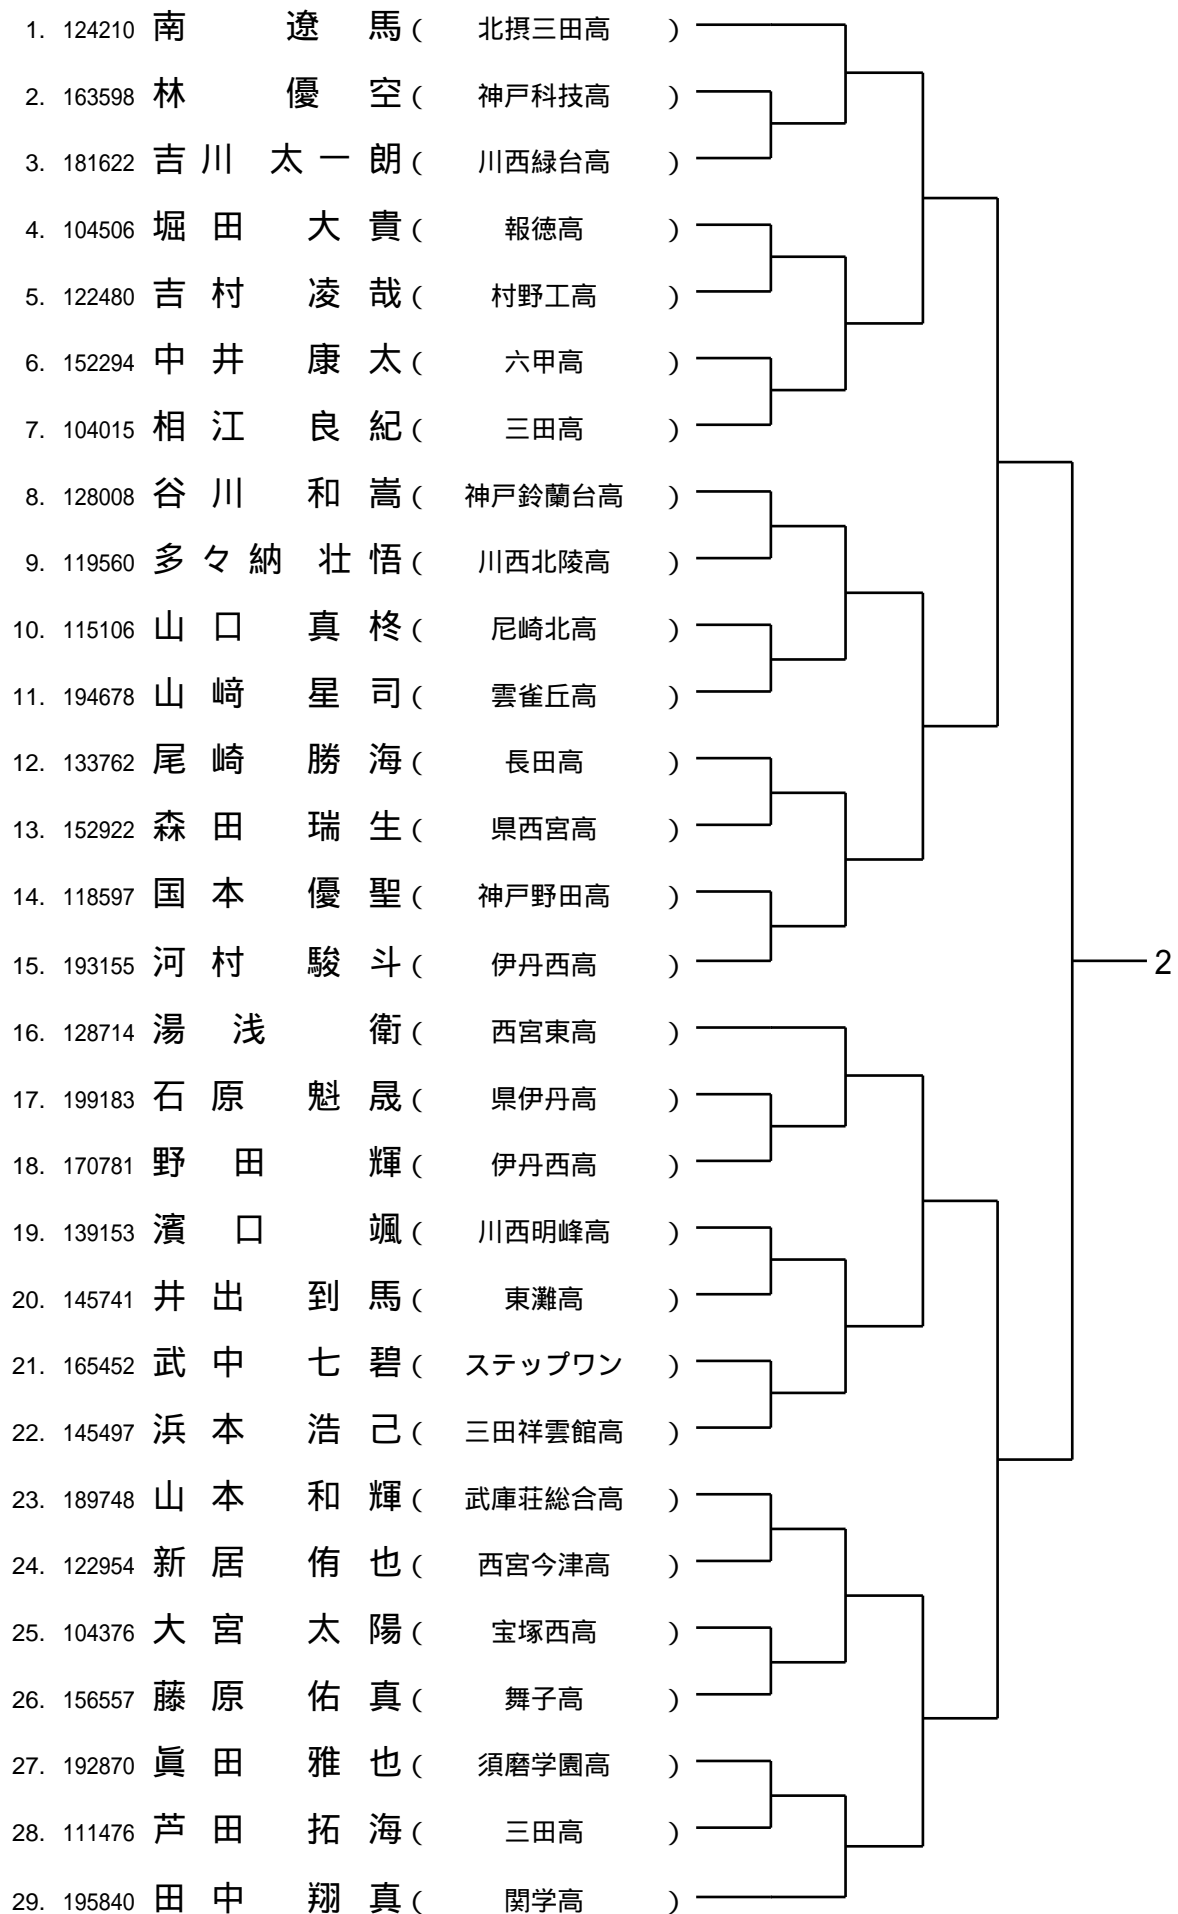 1. 124210 南 遼 馬 ( 北摂三田高 )
2. 163598 林 優 空 ( 神戸科技高 )
3. 181622 吉 川 太 一 朗 ( 川西緑台高 )
4. 104506 堀 田 大 貴 ( 報徳高 )
5. 122480 吉 村 凌 哉 ( 村野工高 )
6. 152294 中 井 康 太 ( 六甲高 )
7. 104015 相 江 良 紀 ( 三田高 )
8. 128008 谷 川 和 嵩 ( 神戸鈴蘭台高 )
9. 119560 多 々 納 壮 悟 ( 川西北陵高 )
10. 115106 山 口 真 柊 ( 尼崎北高 )
11. 194678 山 﨑 星 司 ( 雲雀丘高 )
12. 133762 尾 崎 勝 海 ( 長田高 )
13. 152922 森 田 瑞 生 ( 県西宮高 )
14. 118597 国 本 優 聖 ( 神戸野田高 )
15. 193155 河 村 駿 斗 ( 伊丹西高 )
2
16. 128714 湯 浅 衛 ( 西宮東高 )
17. 199183 石 原 魁 晟 ( 県伊丹高 )
18. 170781 野 田 輝 ( 伊丹西高 )
19. 139153 濱 口 颯 ( 川西明峰高 )
20. 145741 井 出 到 馬 ( 東灘高 )
21. 165452 武 中 七 碧 ( ステップワン )
22. 145497 浜 本 浩 己 ( 三田祥雲館高 )
23. 189748 山 本 和 輝 ( 武庫荘総合高 )
24. 122954 新 居 侑 也 ( 西宮今津高 )
25. 104376 大 宮 太 陽 ( 宝塚西高 )
26. 156557 藤 原 佑 真 ( 舞子高 )
27. 192870 眞 田 雅 也 ( 須磨学園高 )
28. 111476 芦 田 拓 海 ( 三田高 )
29. 195840 田 中 翔 真 ( 関学高 )